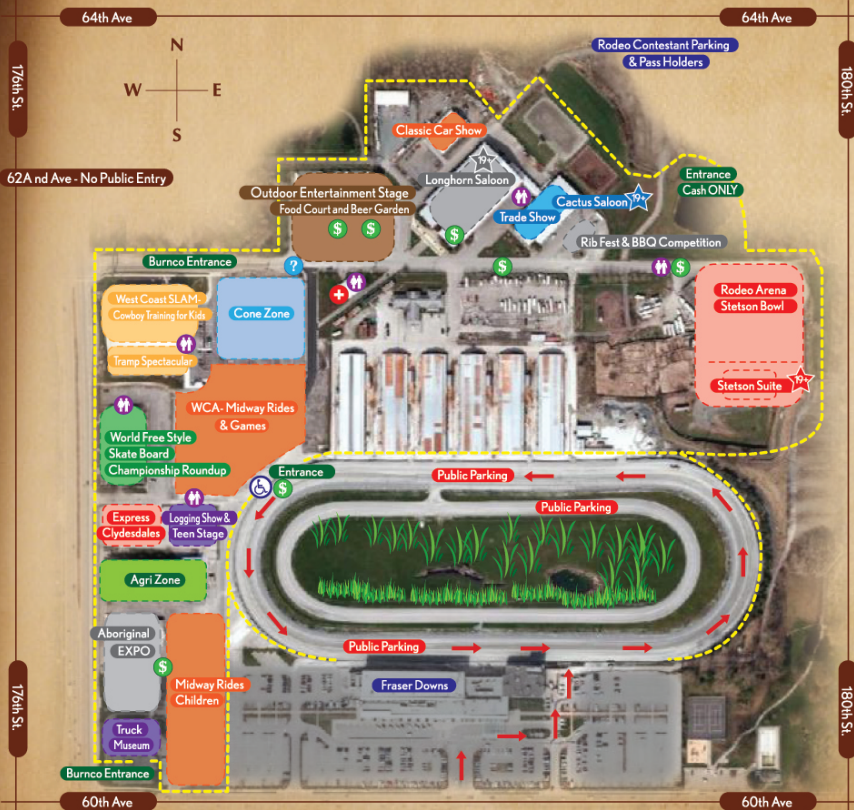 64th Ave
64th Ave
176th St.
180th St.
N
W
E
S
Rodeo Contestant Parking
& Pass Holders
Classic Car Show
19+
Longhorn Saloon
62A nd Ave - No Public Entry
Entrance
Cash ONLY
Outdoor Entertainment Stage
Food Court and Beer Garden
Cactus Saloon
19+
Trade Show
$
$
$
Rib Fest & BBQ Competition
Burnco Entrance
?
$
$
West Coast SLAM-
Cowboy Training for Kids
Cone Zone
Rodeo Arena
Stetson Bowl
Tramp Spectacular
Stetson Suite
19+
WCA- Midway Rides
& Games
World Free Style
Skate Board
Championship Roundup
Entrance
$
Public Parking
Public Parking
Express
Clydesdales
Logging Show &
Teen Stage
Agri Zone
Aboriginal
EXPO
$
Public Parking
Midway Rides
Children
Fraser Downs
Truck
Museum
176th St.
180th St.
Burnco Entrance
60th Ave
60th Ave